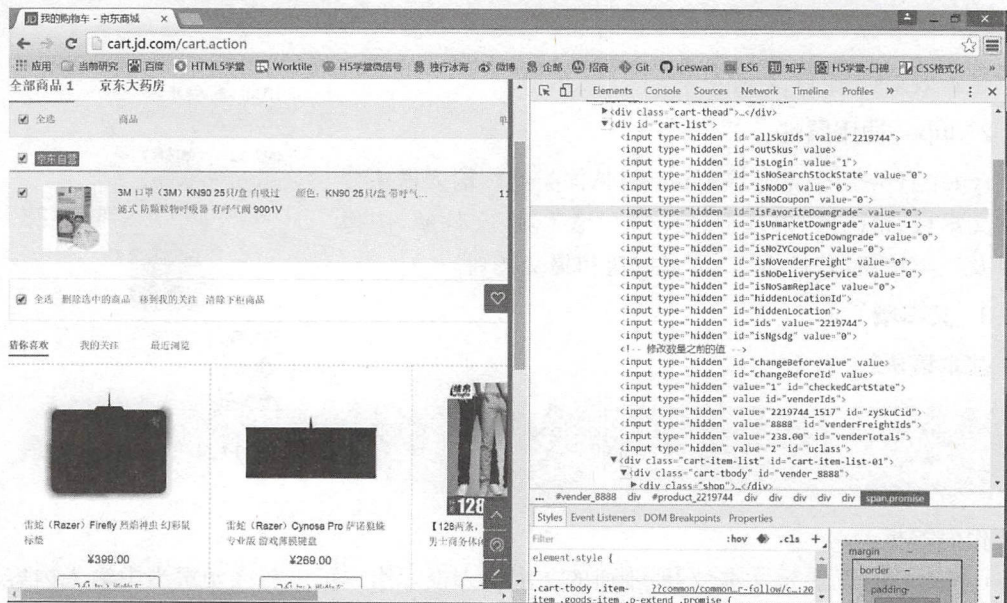 我的购物车 - 京东商城
cart.jd.com/cart.action
应用 当前研究 百度 HTML5学堂 Worktile H5学堂微信号 独行冰海 微博 企邮 招商 Git iceswan ES6 知乎 H5学堂-口碑 CSS格式化 »
全部商品 1 京东大药房
全选 商品
京东自营
3M 口罩（3M）KN90 25只/盒 自吸过
滤式 防颗粒物呼吸器 有呼气阀 9001V
颜色：KN90 25只/盒 带呼气...
全选 删除选中的商品 移到我的关注 清除下柜商品
猜你喜欢 我的关注 最近浏览
雷蛇（Razer）Firefly 烈焰神虫 幻彩鼠
标垫
¥399.00
雷蛇（Razer）Cynosa Pro 萨诺狼蛛
专业版 游戏薄膜键盘
¥269.00
128
【128两条，
男士商务休闲
Elements Console Sources Network Timeline Profiles »
▶<div class="cart-thead">…</div>
▼<div id="cart-list">
<input type="hidden" id="allSkuIds" value="2219744">
<input type="hidden" id="outSkus" value>
<input type="hidden" id="isLogin" value="1">
<input type="hidden" id="isNoSearchStockState" value="0">
<input type="hidden" id="isNoDD" value="0">
<input type="hidden" id="isNoCoupon" value="0">
<input type="hidden" id="isFavoriteDowngrade" value="0">
<input type="hidden" id="isUnmarketDowngrade" value="1">
<input type="hidden" id="isPriceNoticeDowngrade" value="0">
<input type="hidden" id="isNoZYCoupon" value="0">
<input type="hidden" id="isNoVenderFreight" value="0">
<input type="hidden" id="isNoDeliveryService" value="0">
<input type="hidden" id="isNoSamReplace" value="0">
<input type="hidden" id="hiddenLocationId">
<input type="hidden" id="hiddenLocation">
<input type="hidden" id="ids" value="2219744">
<input type="hidden" id="isNgsdg" value="0">
<!-- 修改数量之前的值 -->
<input type="hidden" id="changeBeforeValue" value>
<input type="hidden" id="changeBeforeId" value>
<input type="hidden" value="1" id="checkedCartState">
<input type="hidden" value id="venderIds">
<input type="hidden" value="2219744_1517" id="zySkuCid">
<input type="hidden" value="8888" id="venderFreightIds">
<input type="hidden" value="238.00" id="venderTotals">
<input type="hidden" value="2" id="uclass">
▼<div class="cart-item-list" id="cart-item-list-01">
▼<div class="cart-tbody" id="vender_8888">
▶<div class="shop">…</div>
... #vender_8888 div #product_2219744 div div div div span.promise
Styles Event Listeners DOM Breakpoints Properties
Filter :hov .cls +
element.style {
}
.cart-tbody .item- ??common/common…r-follow/c…:20
item .goods-item .p-extend .promise {
margin -
border -
padding-